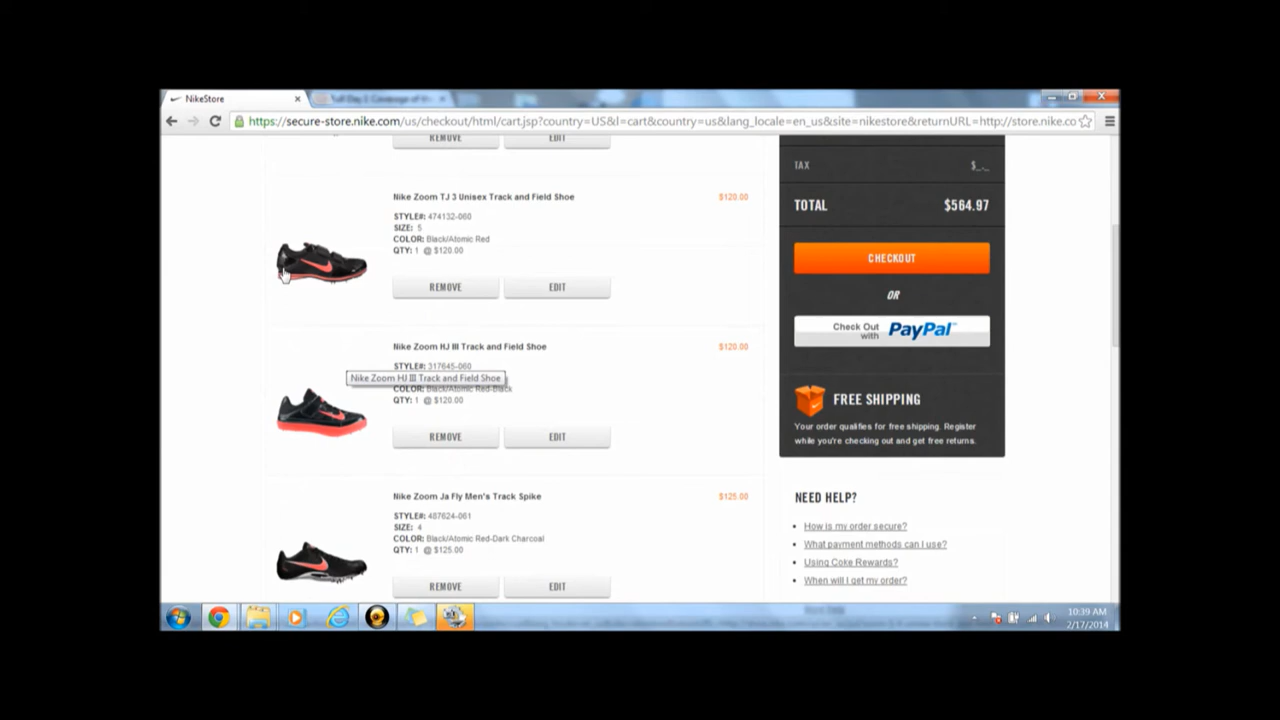 NikeStore
https://secure-store.nike.com/us/checkout/html/cart.jsp?country=US&l=cart&country=us&lang_locale=en_us&site=nikestore&returnURL=http://store.nike.co
REMOVE EDIT
Nike Zoom TJ 3 Unisex Track and Field Shoe $120.00
STYLE#: 474132-060
SIZE: 5
COLOR: Black/Atomic Red
QTY: 1 @ $120.00
REMOVE EDIT
Nike Zoom HJ III Track and Field Shoe $120.00
STYLE#: 317645-060
Nike Zoom HJ III Track and Field Shoe
COLOR: Black/Atomic Red-Black
QTY: 1 @ $120.00
REMOVE EDIT
Nike Zoom Ja Fly Men's Track Spike $125.00
STYLE#: 487624-061
SIZE: 4
COLOR: Black/Atomic Red-Dark Charcoal
QTY: 1 @ $125.00
REMOVE EDIT
TAX $_._
TOTAL $564.97
CHECKOUT
OR
Check Out with PayPal™
FREE SHIPPING
Your order qualifies for free shipping. Register
while you're checking out and get free returns.
NEED HELP?
How is my order secure?
What payment methods can I use?
Using Coke Rewards?
When will I get my order?
10:39 AM
2/17/2014